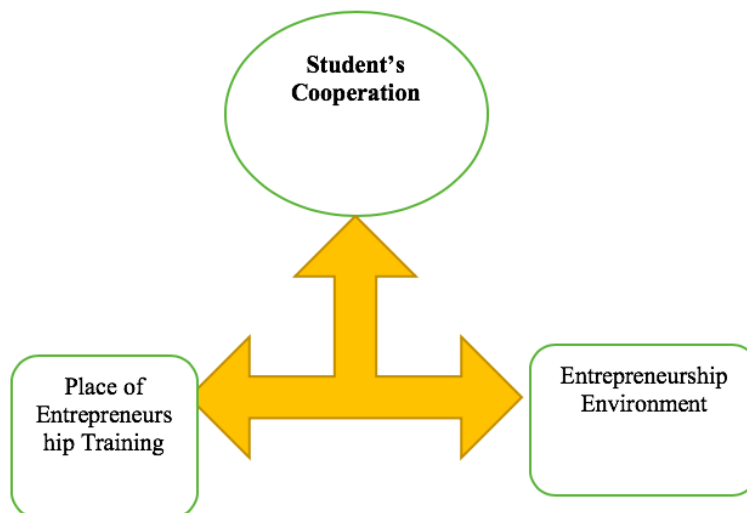 Student’s
Cooperation
Place of
Entrepreneurs
hip Training
Entrepreneurship
Environment